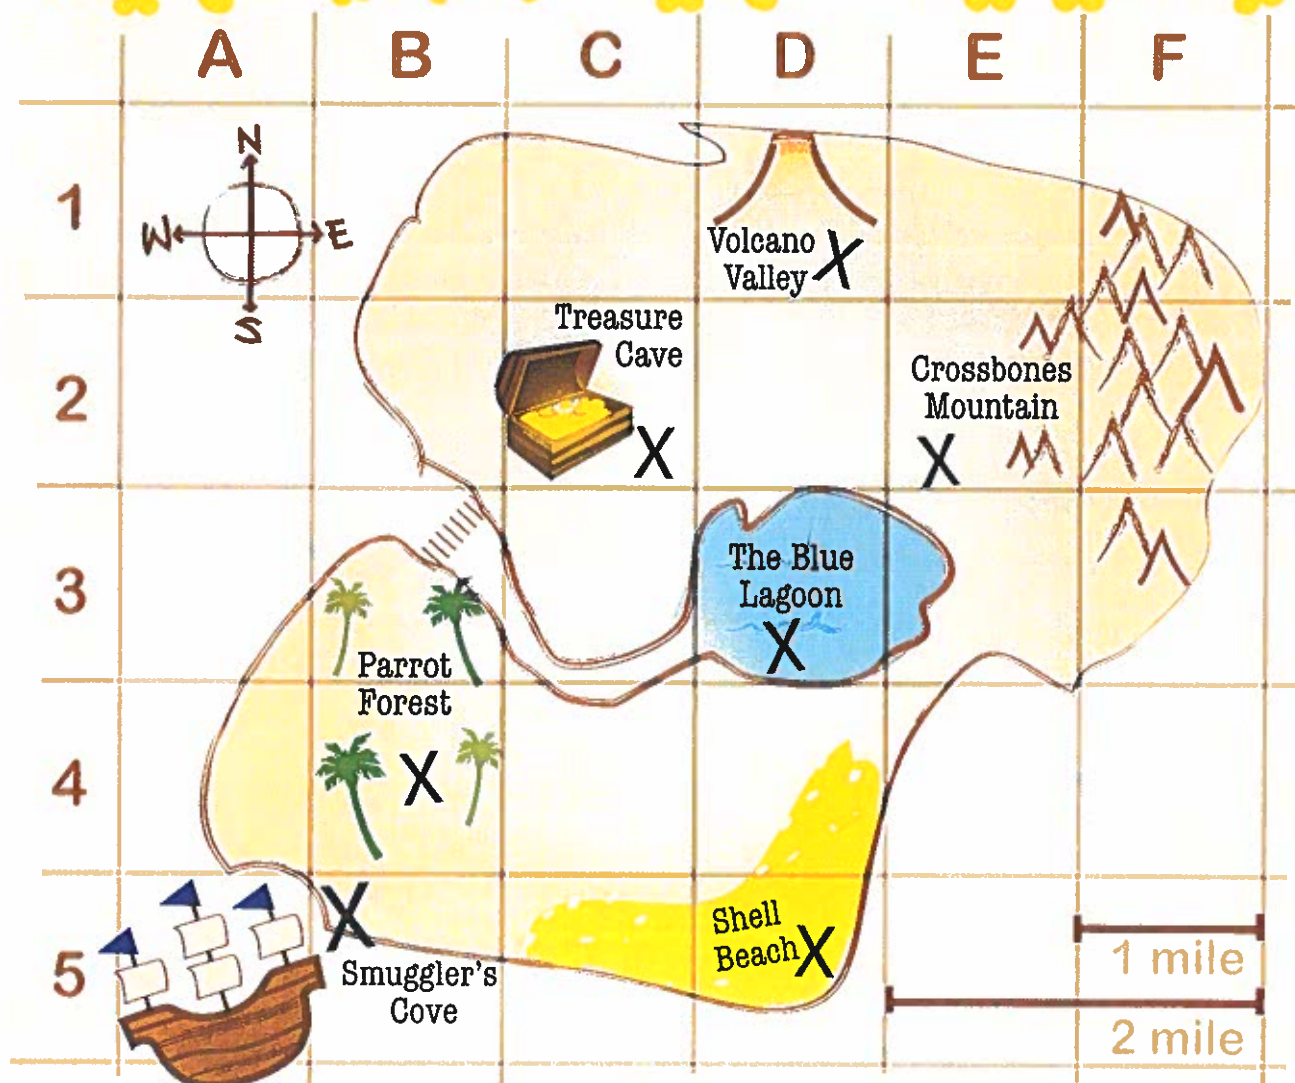 A B C D E F
1
N
W E
S
Volcano
Valley X
2
Treasure
Cave
X
Crossbones
Mountain
X
3
The Blue
Lagoon
X
Parrot
Forest
4
X
5
X
Smuggler's
Cove
Shell
Beach X
1 mile
2 mile